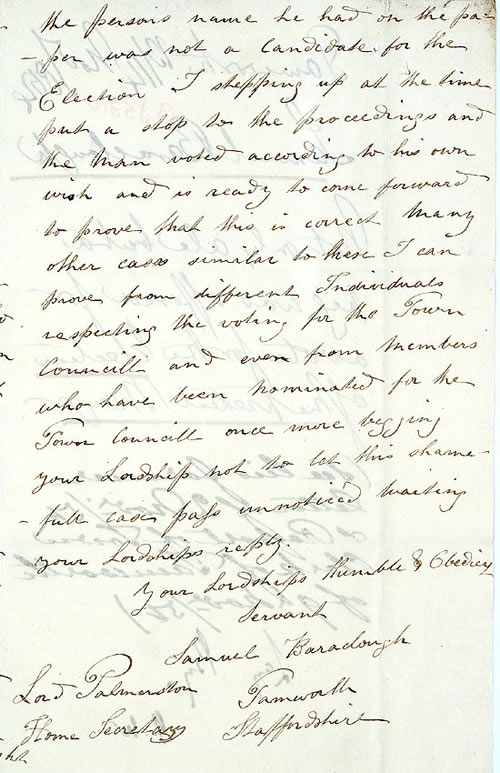 the persons name he had on the pa-
-per was not a Candidate for the
Election I stepping up at the time
put a stop to the proceedings and
the Man voted according to his own
wish and is ready to come forward
to prove that this is correct Many
other cases similar to these I can
prove from different Individuals
respecting the voting for the Town
Councill and even from Members
who have been Nominated for the
Town Councill once more begging
your Lordship not to let this shame-
-full case pass unnoticed waiting
your Lordships reply.
Your Lordships Humble & Obedient
Servant
Samuel Baraclough
Lord Palmerston Tamworth
Home Secretary Staffordshire